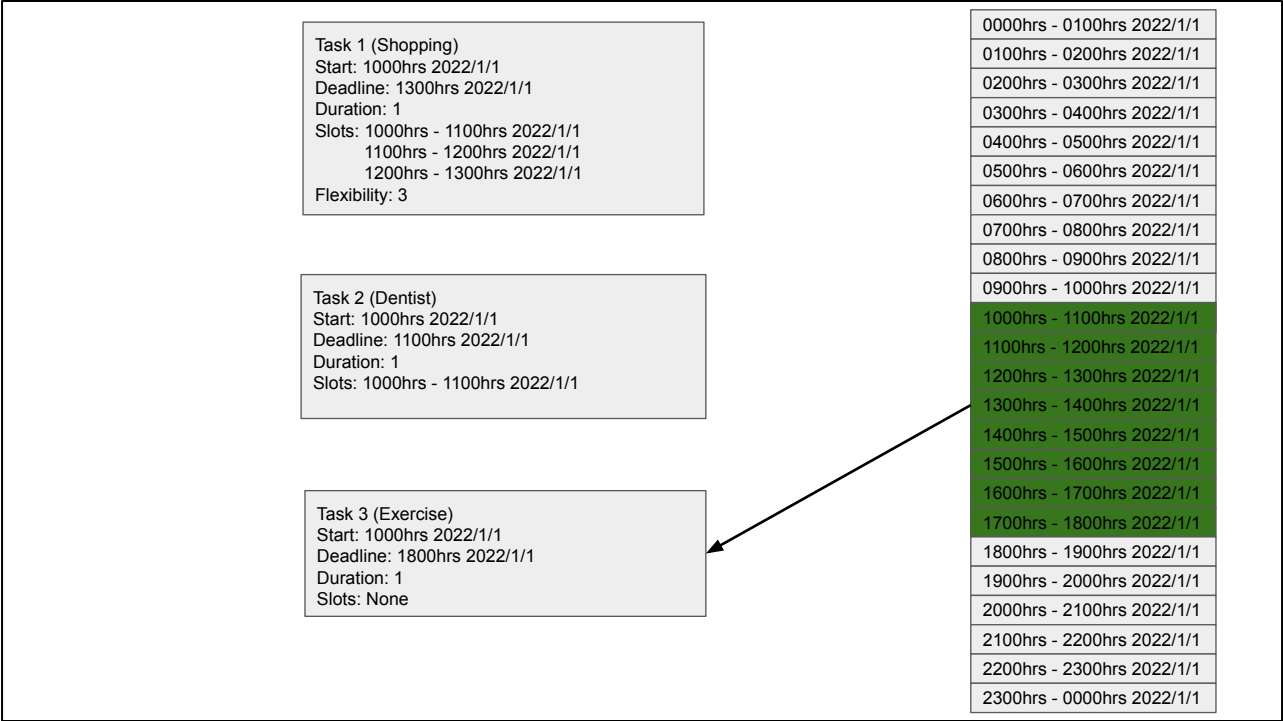 Task 1 (Shopping)
Start: 1000hrs 2022/1/1
Deadline: 1300hrs 2022/1/1
Duration: 1
Slots: 1000hrs - 1100hrs 2022/1/1
1100hrs - 1200hrs 2022/1/1
1200hrs - 1300hrs 2022/1/1
Flexibility: 3
Task 2 (Dentist)
Start: 1000hrs 2022/1/1
Deadline: 1100hrs 2022/1/1
Duration: 1
Slots: 1000hrs - 1100hrs 2022/1/1
Task 3 (Exercise)
Start: 1000hrs 2022/1/1
Deadline: 1800hrs 2022/1/1
Duration: 1
Slots: None
0000hrs - 0100hrs 2022/1/1
0100hrs - 0200hrs 2022/1/1
0200hrs - 0300hrs 2022/1/1
0300hrs - 0400hrs 2022/1/1
0400hrs - 0500hrs 2022/1/1
0500hrs - 0600hrs 2022/1/1
0600hrs - 0700hrs 2022/1/1
0700hrs - 0800hrs 2022/1/1
0800hrs - 0900hrs 2022/1/1
0900hrs - 1000hrs 2022/1/1
1000hrs - 1100hrs 2022/1/1
1100hrs - 1200hrs 2022/1/1
1200hrs - 1300hrs 2022/1/1
1300hrs - 1400hrs 2022/1/1
1400hrs - 1500hrs 2022/1/1
1500hrs - 1600hrs 2022/1/1
1600hrs - 1700hrs 2022/1/1
1700hrs - 1800hrs 2022/1/1
1800hrs - 1900hrs 2022/1/1
1900hrs - 2000hrs 2022/1/1
2000hrs - 2100hrs 2022/1/1
2100hrs - 2200hrs 2022/1/1
2200hrs - 2300hrs 2022/1/1
2300hrs - 0000hrs 2022/1/1